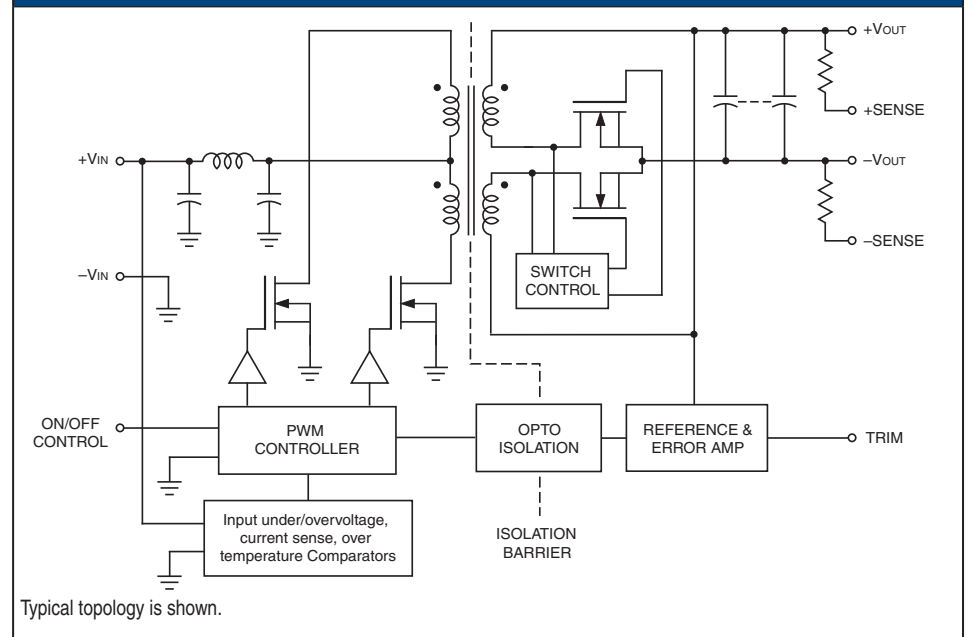 +VOUT
+SENSE
+VIN
–VOUT
–SENSE
–VIN
SWITCH
CONTROL
ON/OFF
CONTROL
PWM
CONTROLLER
OPTO
ISOLATION
REFERENCE &
ERROR AMP
TRIM
Input under/overvoltage,
current sense, over
temperature Comparators
ISOLATION
BARRIER
Typical topology is shown.